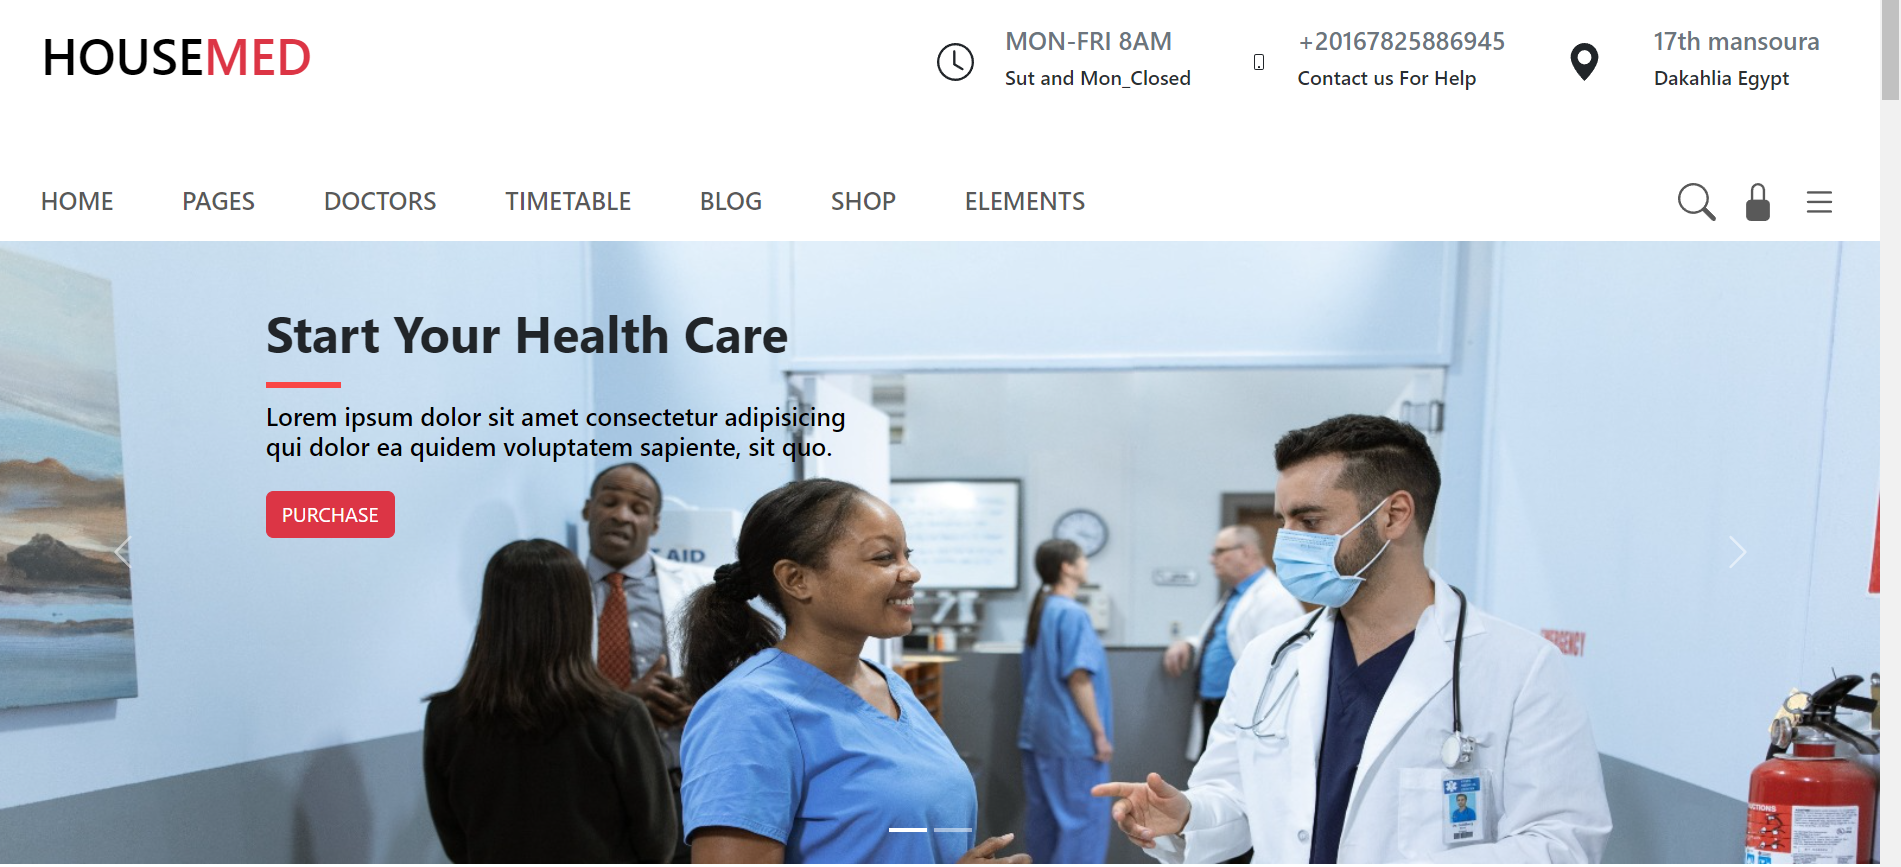 HOUSEMED
MON-FRI 8AM
Sut and Mon_Closed
+20167825886945
Contact us For Help
17th mansoura
Dakahlia Egypt
HOME PAGES DOCTORS TIMETABLE BLOG SHOP ELEMENTS
Start Your Health Care
Lorem ipsum dolor sit amet consectetur adipisicing
qui dolor ea quidem voluptatem sapiente, sit quo.
PURCHASE
AID